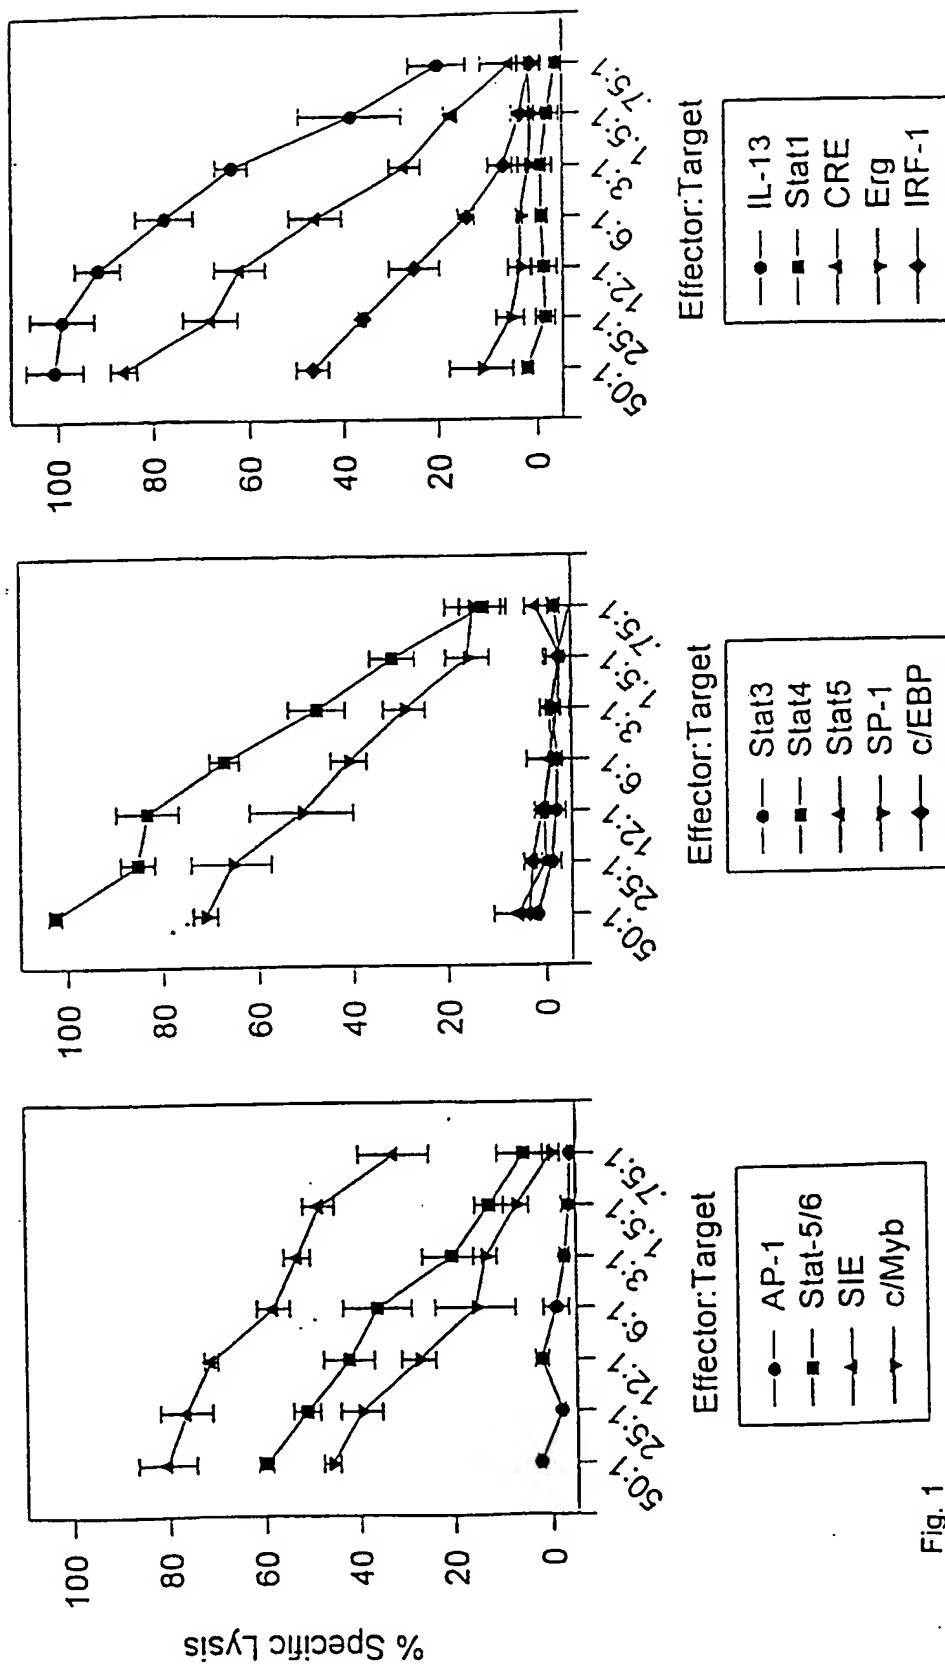 % Specific Lysis
100
80
60
40
20
0
50:1
25:1
12:1
6:1
3:1
1.5:1
.75:1
Effector:Target
AP-1
Stat-5/6
SIE
c/Myb
100
80
60
40
20
0
50:1
25:1
12:1
6:1
3:1
1.5:1
.75:1
Effector:Target
Stat3
Stat4
Stat5
SP-1
c/EBP
100
80
60
40
20
0
50:1
25:1
12:1
6:1
3:1
1.5:1
.75:1
Effector:Target
IL-13
Stat1
CRE
Erg
IRF-1
Fig. 1